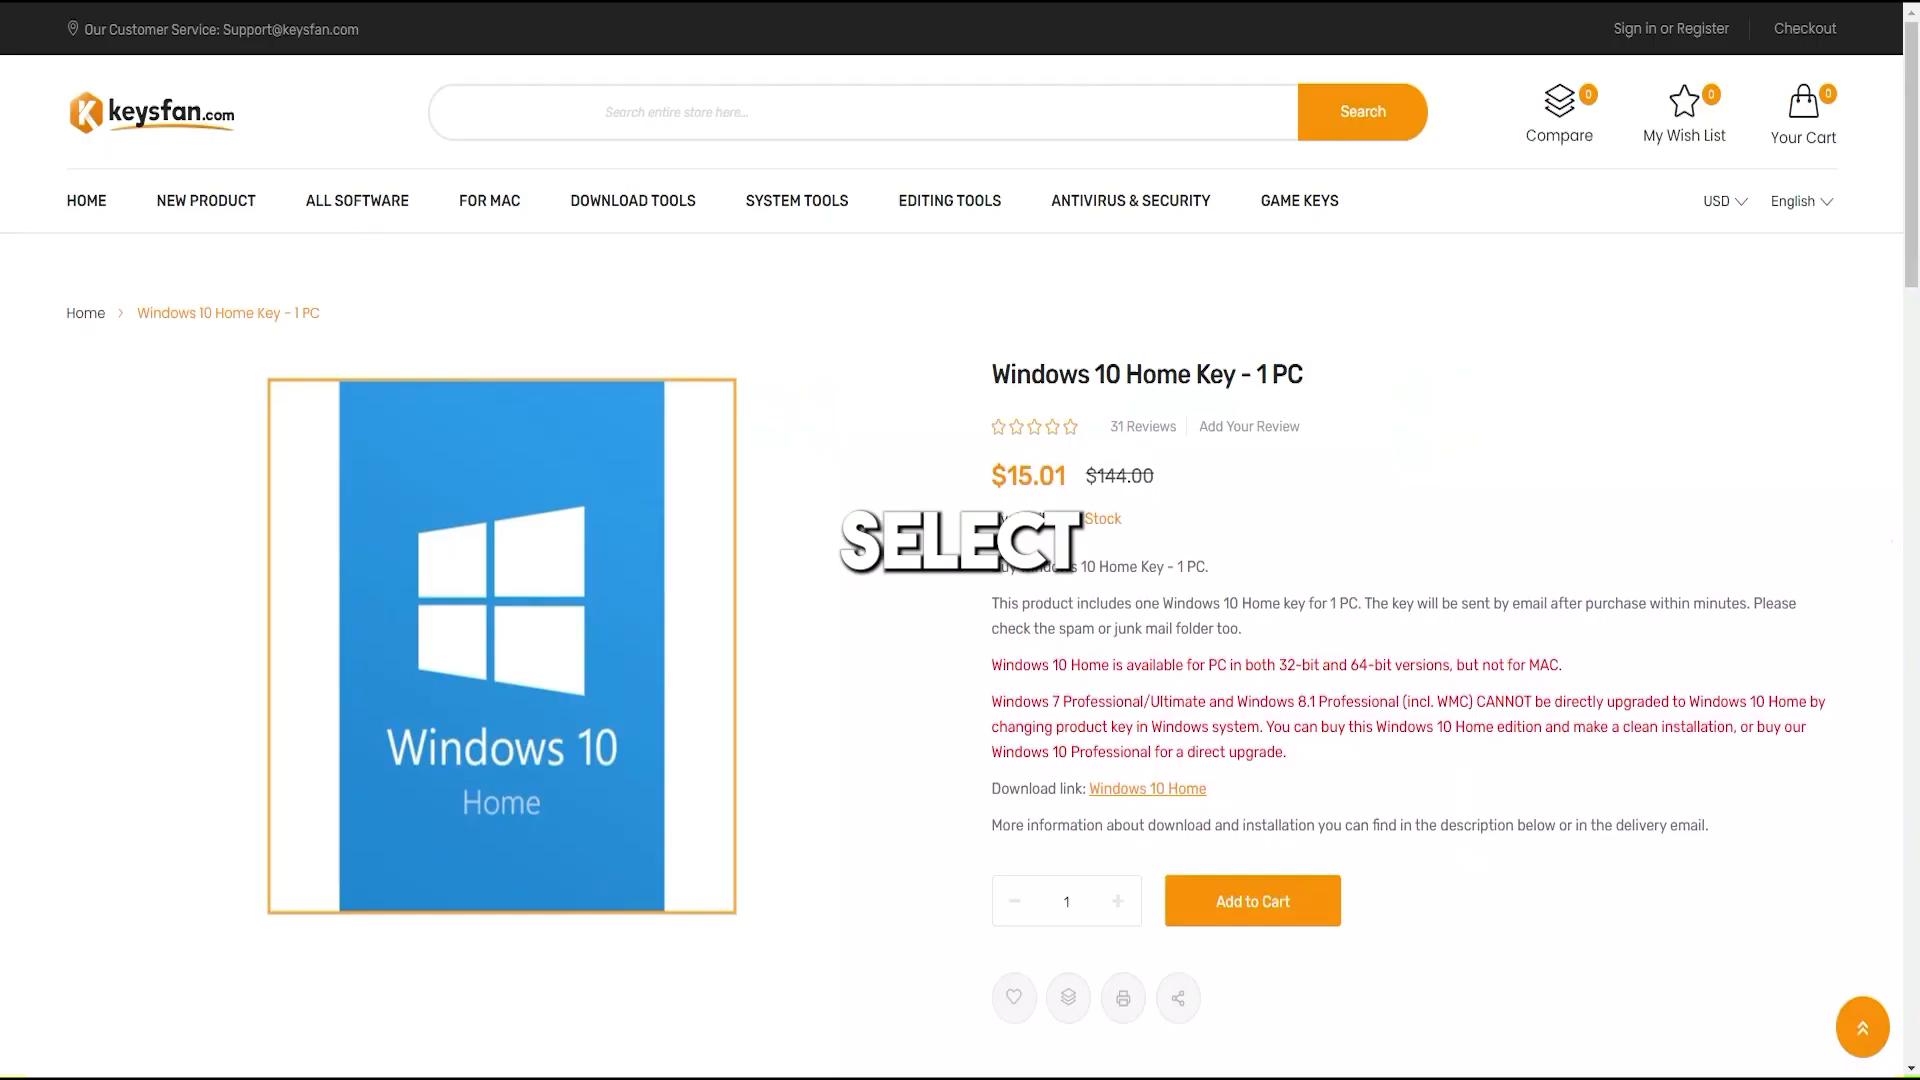 Our Customer Service: Support@keysfan.com
Sign in or Register
Checkout
keysfan.com
Search entire store here...
Search
0
Compare
0
My Wish List
0
Your Cart
HOME
NEW PRODUCT
ALL SOFTWARE
FOR MAC
DOWNLOAD TOOLS
SYSTEM TOOLS
EDITING TOOLS
ANTIVIRUS & SECURITY
GAME KEYS
USD
English
Home > Windows 10 Home Key - 1 PC
Windows 10
Home
Windows 10 Home Key - 1 PC
31 Reviews
Add Your Review
$15.01 $144.00
Stock
SELECT
10 Home Key - 1 PC.
This product includes one Windows 10 Home key for 1 PC. The key will be sent by email after purchase within minutes. Please
check the spam or junk mail folder too.
Windows 10 Home is available for PC in both 32-bit and 64-bit versions, but not for MAC.
Windows 7 Professional/Ultimate and Windows 8.1 Professional (incl. WMC) CANNOT be directly upgraded to Windows 10 Home by
changing product key in Windows system. You can buy this Windows 10 Home edition and make a clean installation, or buy our
Windows 10 Professional for a direct upgrade.
Download link: Windows 10 Home
More information about download and installation you can find in the description below or in the delivery email.
- 1 +
Add to Cart